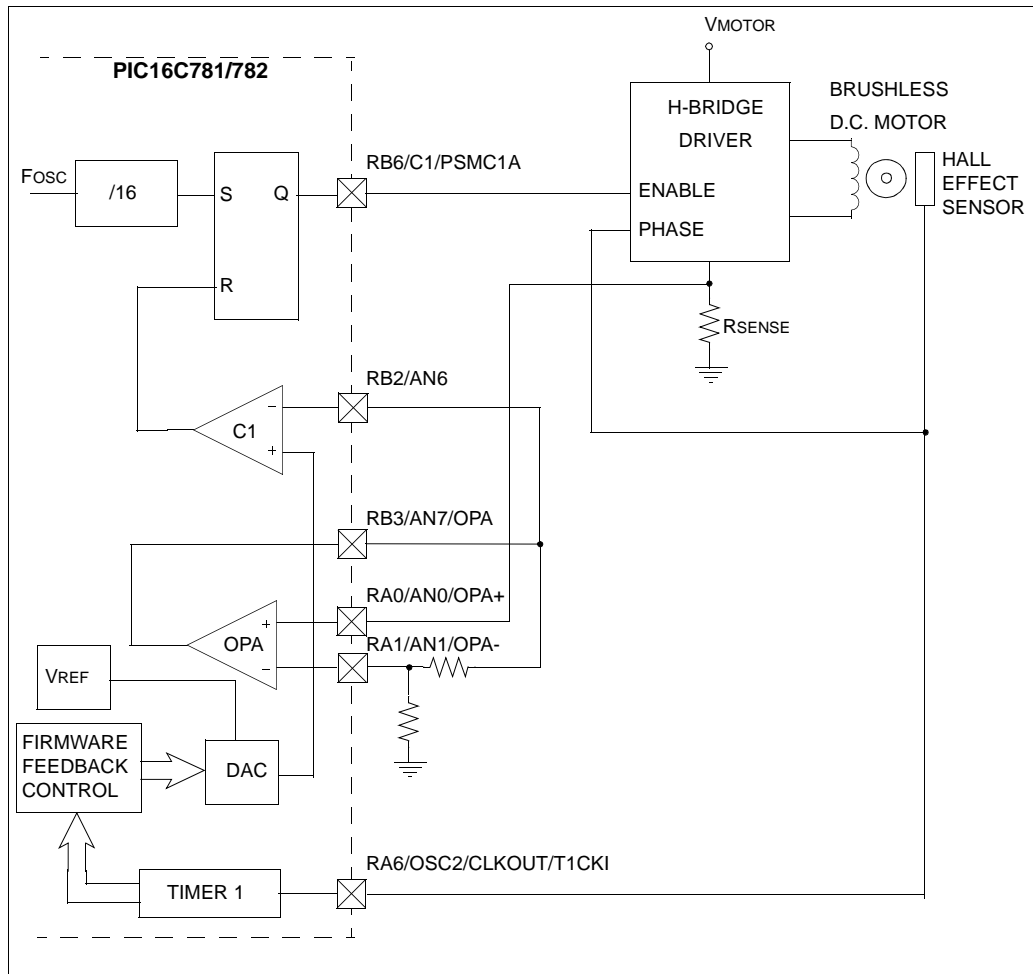 VMOTOR
PIC16C781/782
H-BRIDGE
DRIVER
ENABLE
PHASE
BRUSHLESS
D.C. MOTOR
HALL
EFFECT
SENSOR
FOSC
/16
S
Q
R
RB6/C1/PSMC1A
RSENSE
RB2/AN6
-
C1
+
RB3/AN7/OPA
RA0/AN0/OPA+
+
OPA
RA1/AN1/OPA-
-
VREF
FIRMWARE
FEEDBACK
CONTROL
DAC
RA6/OSC2/CLKOUT/T1CKI
TIMER 1